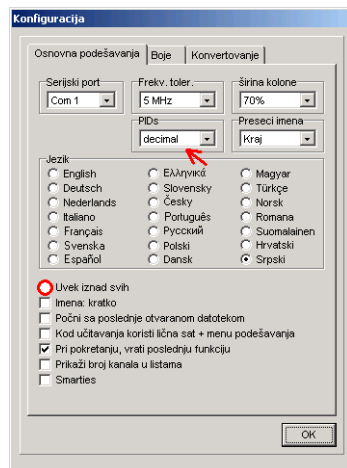 Konfiguracija
Osnovna podešavanja Boje Konvertovanje
Serijski port Frekv. toler. širina kolone
Com 1 5 MHz 70%
PIDs Preseci imena
decimal Kraj
Jezik
English Ελληνικά Magyar
Deutsch Slovensky Türkçe
Nederlands Česky Norsk
Italiano Português Romana
Français Русский Suomalainen
Svenska Polski Hrvatski
Español Dansk Srpski
Uvek iznad svih
Imena: kratko
Počni sa poslednje otvaranom datotekom
Kod učitavanja koristi lična sat + menu podešavanja
Pri pokretanju, vrati poslednju funkciju
Prikaži broj kanala u listama
Smarties
OK